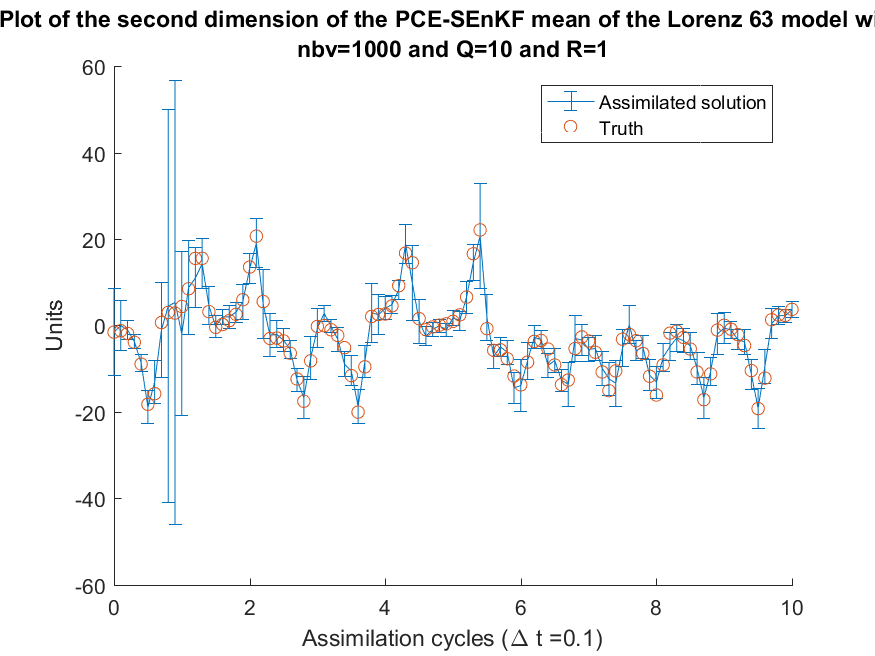 Plot of the second dimension of the PCE-SEnKF mean of the Lorenz 63 model wi
nbv=1000 and Q=10 and R=1
60
Assimilated solution
Truth
40
20
0
-20
-40
-60
Units
0 2 4 6 8 10
Assimilation cycles (Δ t =0.1)